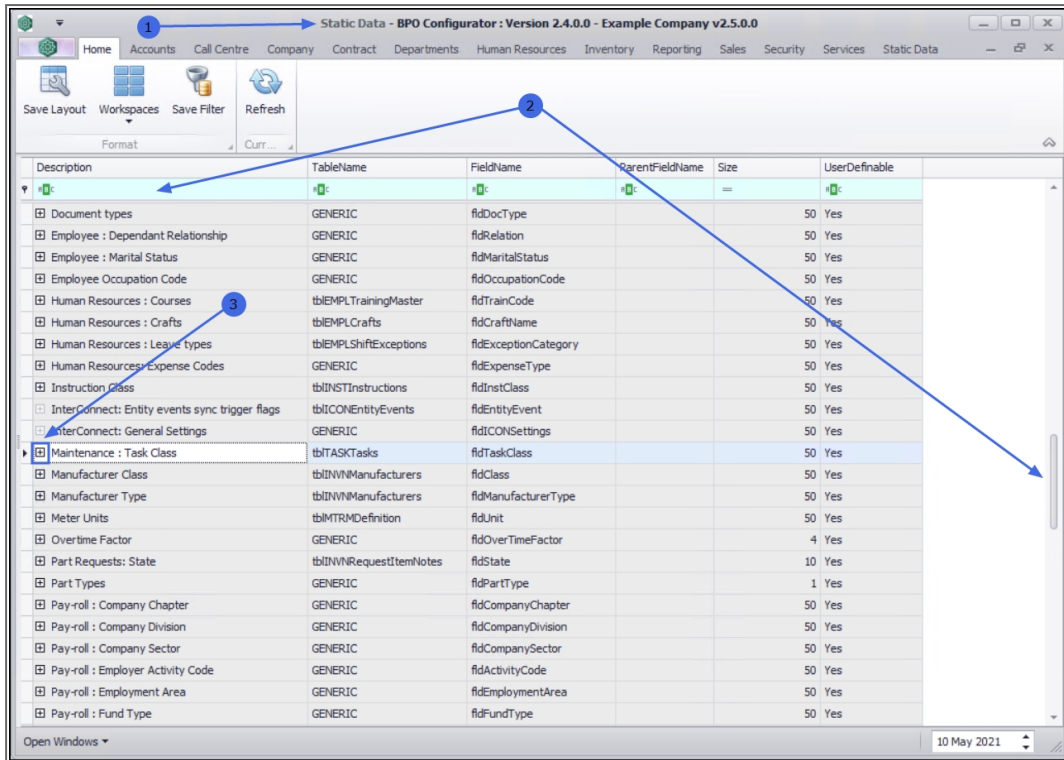 1
Static Data - BPO Configurator : Version 2.4.0.0 - Example Company v2.5.0.0
Home Accounts Call Centre Company Contract Departments Human Resources Inventory Reporting Sales Security Services Static Data
Save Layout Workspaces Save Filter Refresh
2
Format Curr...
Description TableName FieldName ParentFieldName Size UserDefinable
Document types GENERIC fldDocType 50 Yes
Employee : Dependant Relationship GENERIC fldRelation 50 Yes
Employee : Marital Status GENERIC fldMaritalStatus 50 Yes
Employee Occupation Code GENERIC fldOccupationCode 50 Yes
Human Resources : Courses tblEMPLTrainingMaster fldTrainCode 50 Yes
3
Human Resources : Crafts tblEMPLCrafts fldCraftName 50 Yes
Human Resources : Leave types tblEMPLShiftExceptions fldExceptionCategory 50 Yes
Human Resources: Expense Codes GENERIC fldExpenseType 50 Yes
Instruction Class tblINSTInstructions fldInstClass 50 Yes
InterConnect: Entity events sync trigger flags tblICONEntityEvents fldEntityEvent 50 Yes
InterConnect: General Settings GENERIC fldICONSettings 50 Yes
Maintenance : Task Class tblTASKTasks fldTaskClass 50 Yes
Manufacturer Class tblINVNManufacturers fldClass 50 Yes
Manufacturer Type tblINVNManufacturers fldManufacturerType 50 Yes
Meter Units tblMTRMDefinition fldUnit 50 Yes
Overtime Factor GENERIC fldOverTimeFactor 4 Yes
Part Requests: State tblINVNRequestItemNotes fldState 10 Yes
Part Types GENERIC fldPartType 1 Yes
Pay-roll : Company Chapter GENERIC fldCompanyChapter 50 Yes
Pay-roll : Company Division GENERIC fldCompanyDivision 50 Yes
Pay-roll : Company Sector GENERIC fldCompanySector 50 Yes
Pay-roll : Employer Activity Code GENERIC fldActivityCode 50 Yes
Pay-roll : Employment Area GENERIC fldEmploymentArea 50 Yes
Pay-roll : Fund Type GENERIC fldFundType 50 Yes
Open Windows 10 May 2021